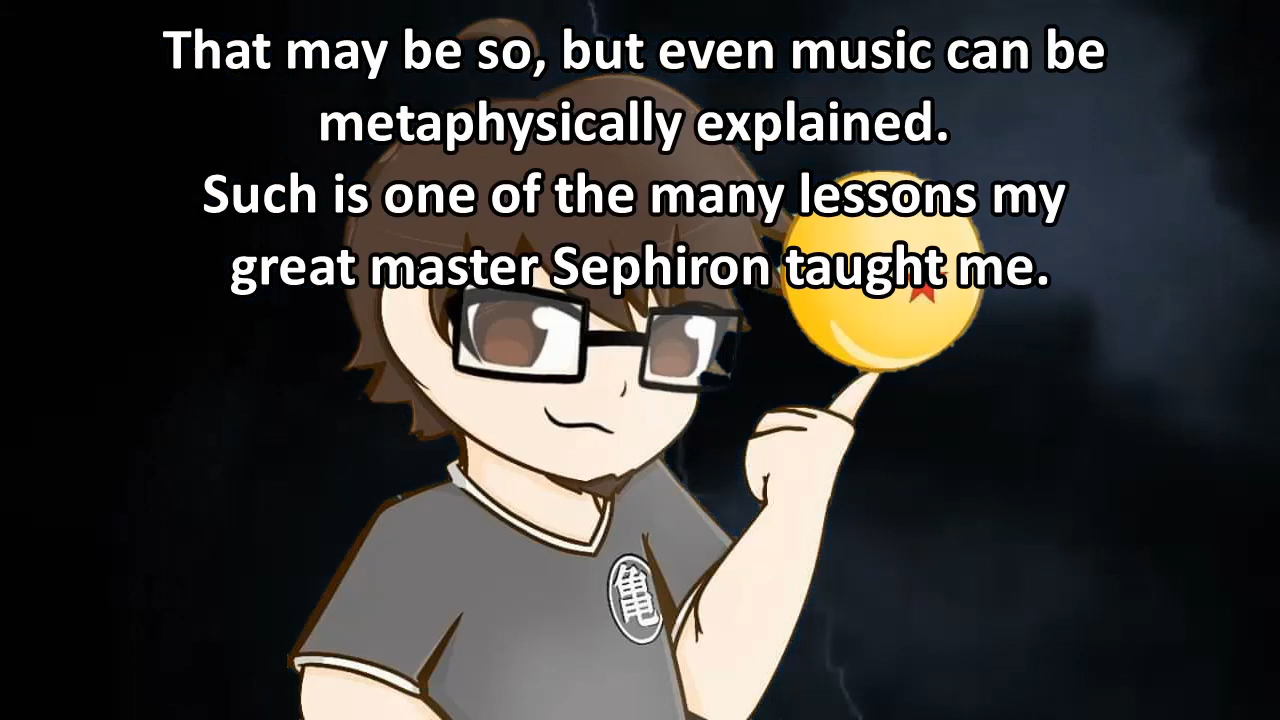 That may be so, but even music can be
metaphysically explained.
Such is one of the many lessons my
great master Sephiron taught me.
亀